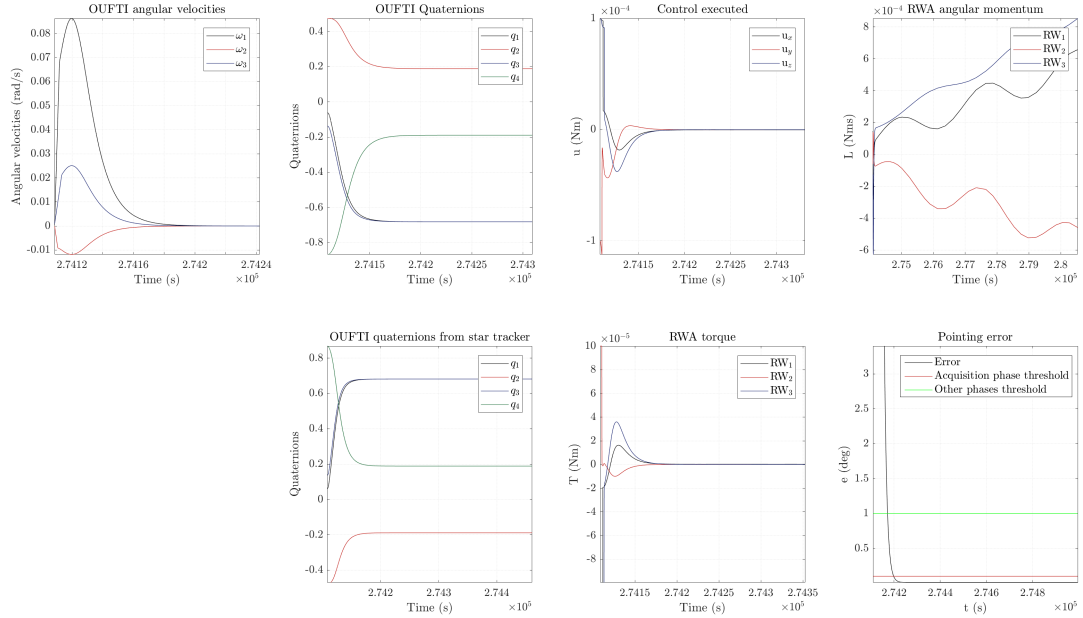 OUFTI angular velocities
Angular velocities (rad/s)
0.08
0.07
0.06
0.05
0.04
0.03
0.02
0.01
0
-0.01
ω1
ω2
ω3
2.7412 2.7416 2.742 2.7424
Time (s)
×10^5
OUFTI Quaternions
Quaternions
0.4
0.2
0
-0.2
-0.4
-0.6
-0.8
q1
q2
q3
q4
2.7415 2.742 2.7425 2.743
Time (s)
×10^5
Control executed
×10^-4
u (Nm)
1
0
-1
ux
uy
uz
2.7415 2.742 2.7425 2.743
Time (s)
×10^5
RWA angular momentum
×10^-4
L (Nms)
8
6
4
2
0
-2
-4
-6
RW1
RW2
RW3
2.75 2.76 2.77 2.78 2.79 2.8
Time (s)
×10^5
OUFTI quaternions from star tracker
Quaternions
0.8
0.6
0.4
0.2
0
-0.2
-0.4
q1
q2
q3
q4
2.742 2.743 2.744
Time (s)
×10^5
RWA torque
×10^-5
T (Nm)
10
8
6
4
2
0
-2
-4
-6
-8
RW1
RW2
RW3
2.7415 2.742 2.7425 2.743 2.7435
Time (s)
×10^5
Pointing error
e (deg)
3
2.5
2
1.5
1
0.5
Error
Acquisition phase threshold
Other phases threshold
2.742 2.744 2.746 2.748
t (s)
×10^5